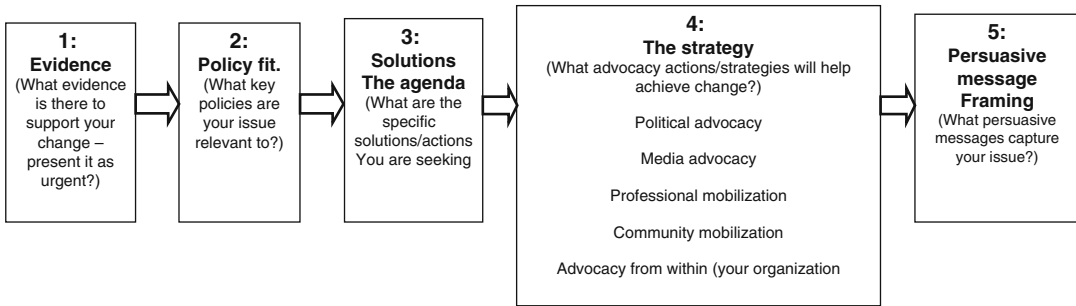 1:
Evidence
(What evidence
is there to
support your
change –
present it as
urgent?)
2:
Policy fit.
(What key
policies are
your issue
relevant to?)
3:
Solutions
The agenda
(What are the
specific
solutions/actions
You are seeking
4:
The strategy
(What advocacy actions/strategies will help
achieve change?)
Political advocacy
Media advocacy
Professional mobilization
Community mobilization
Advocacy from within (your organization
5:
Persuasive
message
Framing
(What persuasive
messages capture
your issue?)